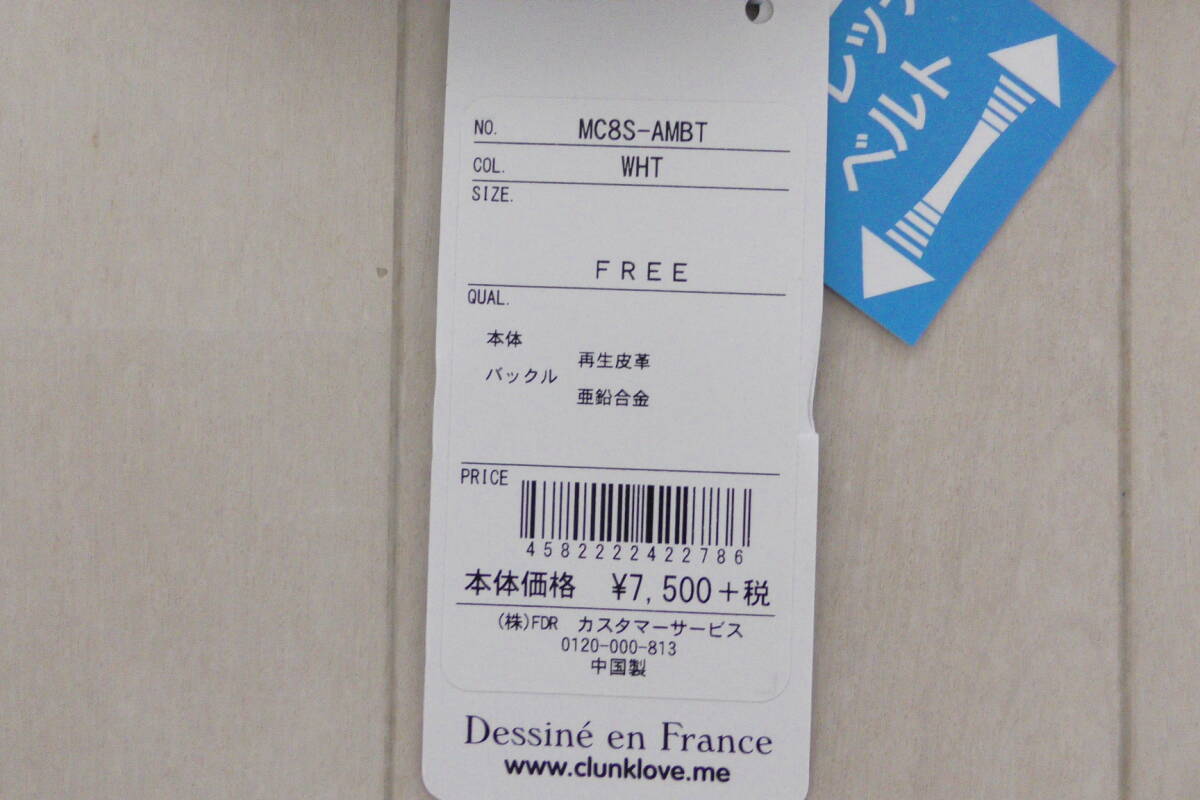 NO. MC8S-AMBT
COL. WHT
SIZE.
FREE
QUAL.
本体
再生皮革
バックル
亜鉛合金
PRICE
4582222422786
本体価格 ¥7,500+税
(株)FDR カスタマーサービス
0120-000-813
中国製
Dessiné en France
www.clunklove.me
ベルト